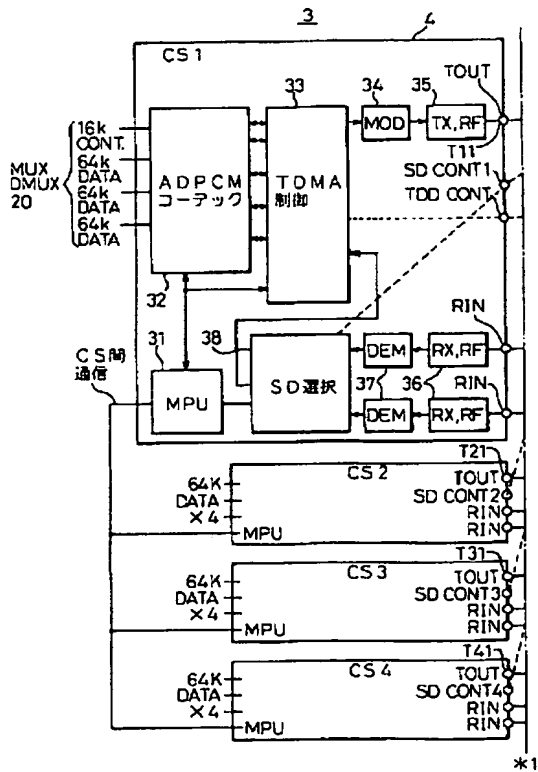 3
4
CS1
33
34
35
TOUT
16k
CONT.
64k
DATA
64k
DATA
64k
DATA
MUX
DMUX
20
ADPCM
コーデック
TDMA
制御
MOD
TX,RF
T11
SD CONT1
TDD CONT
32
RIN
CS間
通信
31
38
MPU
SD選択
DEM
RX,RF
37
36
DEM
RX,RF
RIN
T21
CS2
64K
DATA
×4
MPU
TOUT
SD CONT2
RIN
RIN
T31
CS3
64K
DATA
×4
MPU
TOUT
SD CONT3
RIN
RIN
T41
CS4
64K
DATA
×4
MPU
TOUT
SD CONT4
RIN
RIN
*1